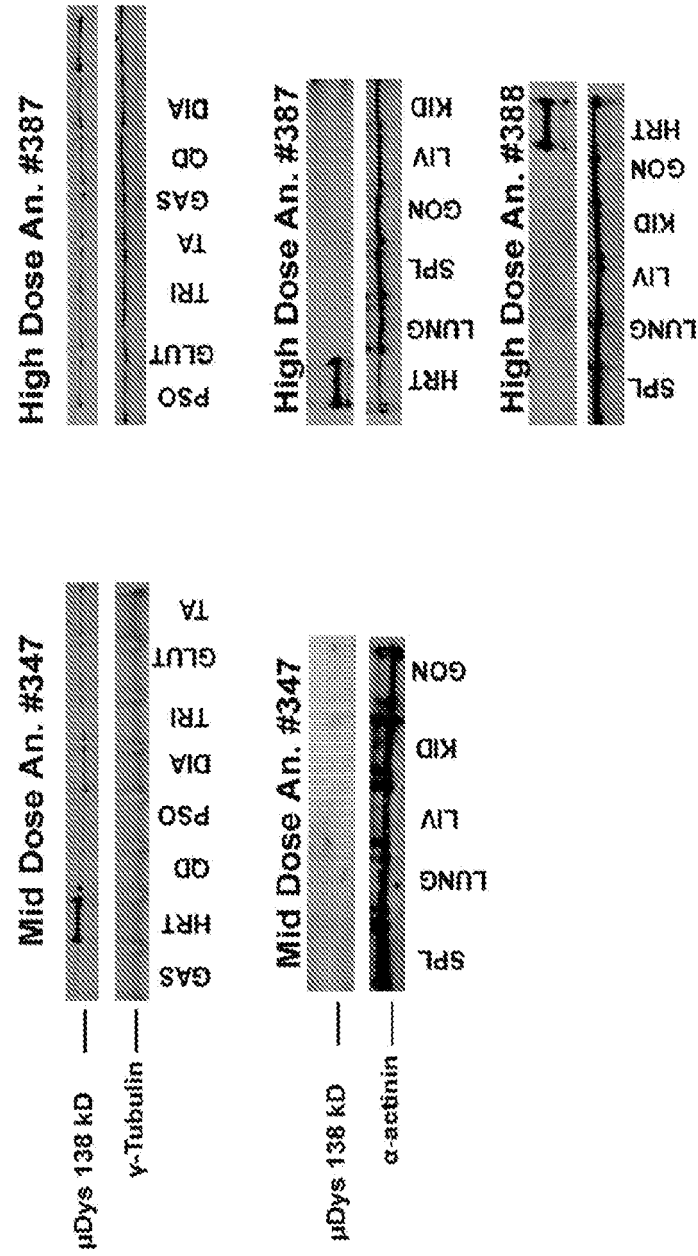 Mid Dose An. #347
µDys 138 kD
γ-Tubulin
GAS HRT QD PSO DIA TRI GLUT TA
High Dose An. #387
PSO GLUT TRI TA GAS QD DIA
Mid Dose An. #347
µDys 138 kD
α-actinin
SPL LUNG LIV KID GON
High Dose An. #387
HRT LUNG SPL GON LIV KID
High Dose An. #388
SPL LUNG LIV KID GON HRT